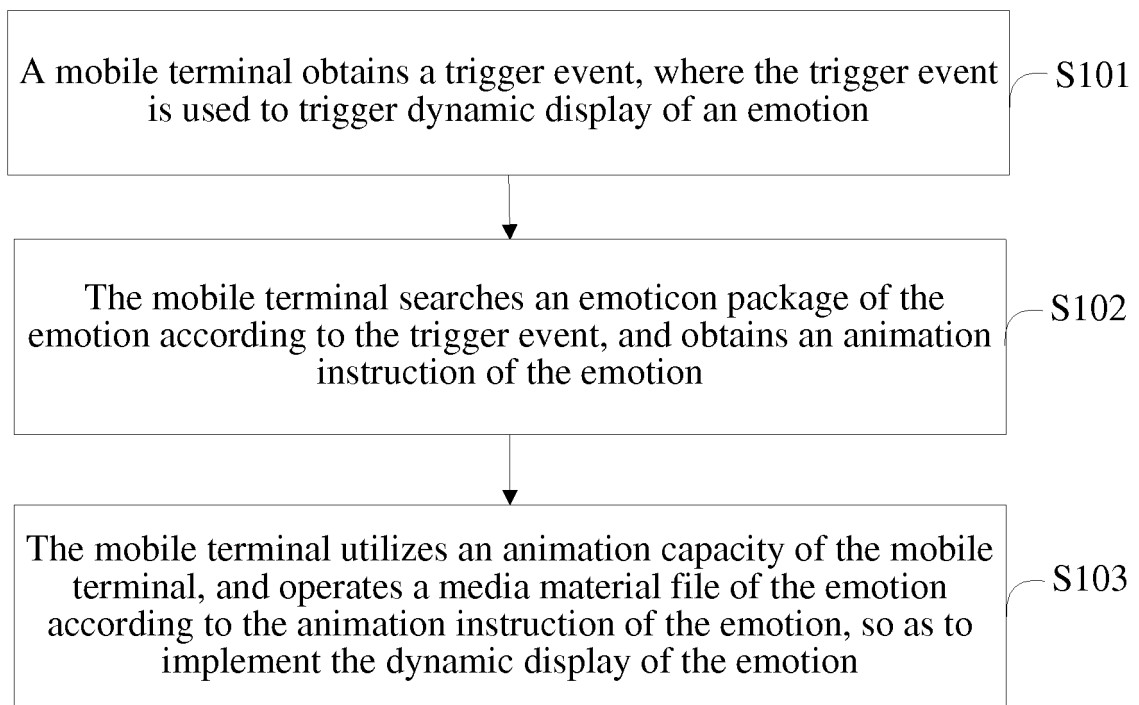 A mobile terminal obtains a trigger event, where the trigger event
is used to trigger dynamic display of an emotion
S101
The mobile terminal searches an emoticon package of the
emotion according to the trigger event, and obtains an animation
instruction of the emotion
S102
The mobile terminal utilizes an animation capacity of the mobile
terminal, and operates a media material file of the emotion
according to the animation instruction of the emotion, so as to
implement the dynamic display of the emotion
S103